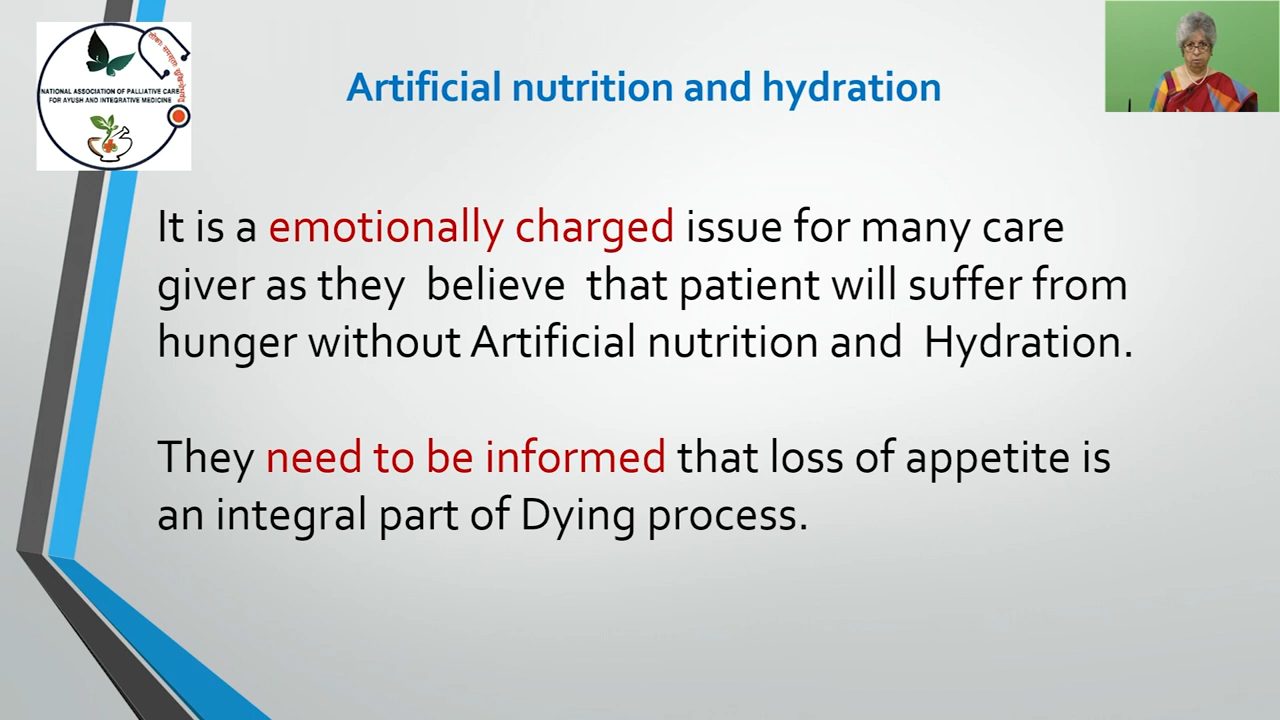 NATIONAL ASSOCIATION OF PALLIATIVE CARE
FOR AYUSH AND INTEGRATIVE MEDICINE
Artificial nutrition and hydration
It is a emotionally charged issue for many care
giver as they believe that patient will suffer from
hunger without Artificial nutrition and Hydration.
They need to be informed that loss of appetite is
an integral part of Dying process.